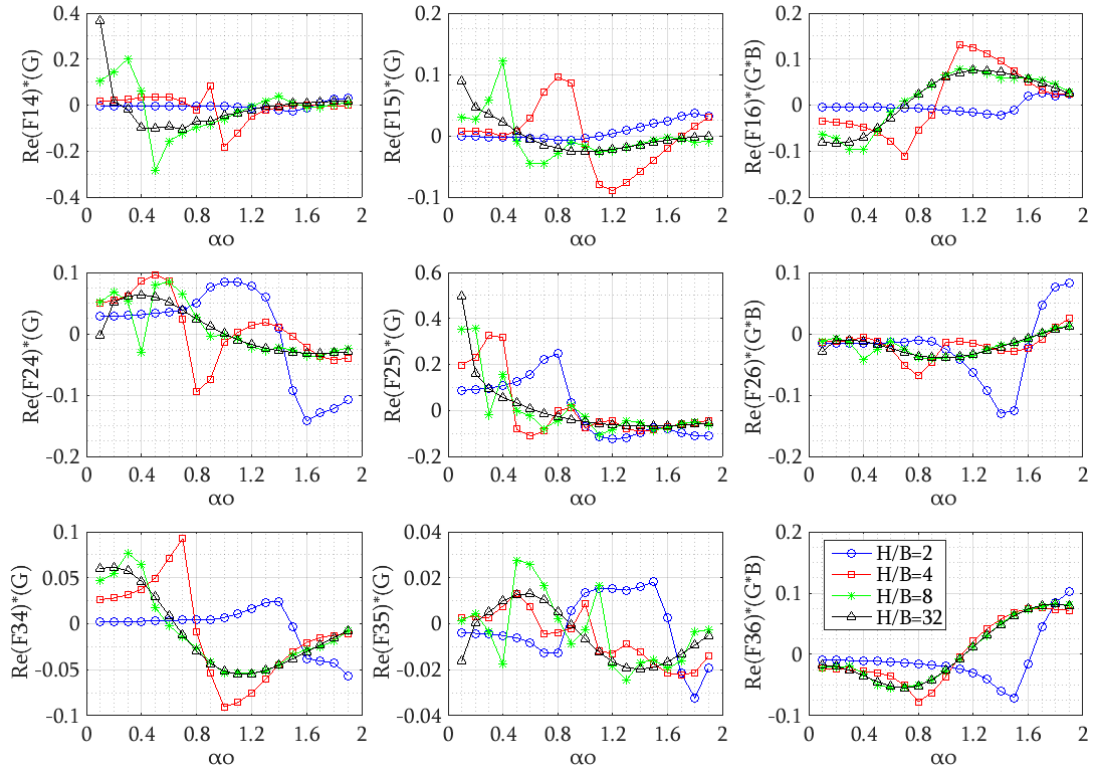 0.4
0.2
0
-0.2
-0.4
Re(F14)*(G)
0 0.4 0.8 1.2 1.6 2
αo
0.2
0.1
0
-0.1
Re(F15)*(G)
0 0.4 0.8 1.2 1.6 2
αo
0.2
0.1
0
-0.1
-0.2
Re(F16)*(G*B)
0 0.4 0.8 1.2 1.6 2
αo
0.1
0
-0.1
-0.2
Re(F24)*(G)
0 0.4 0.8 1.2 1.6 2
αo
0.6
0.4
0.2
0
-0.2
Re(F25)*(G)
0 0.4 0.8 1.2 1.6 2
αo
0.1
0
-0.1
-0.2
Re(F26)*(G*B)
0 0.4 0.8 1.2 1.6 2
αo
0.1
0.05
0
-0.05
-0.1
Re(F34)*(G)
0 0.4 0.8 1.2 1.6 2
αo
0.04
0.02
0
-0.02
-0.04
Re(F35)*(G)
0 0.4 0.8 1.2 1.6 2
αo
0.2
0.1
0
-0.1
Re(F36)*(G*B)
H/B=2
H/B=4
H/B=8
H/B=32
0 0.4 0.8 1.2 1.6 2
αo